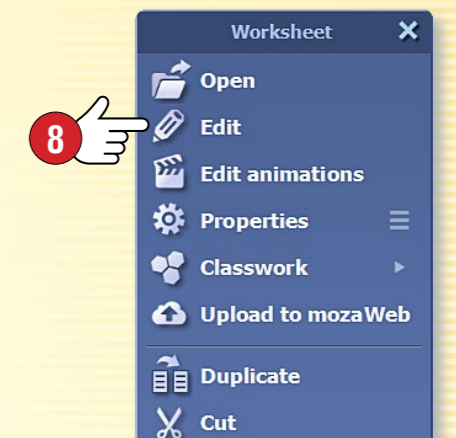 Worksheet
Open
8
Edit
Edit animations
Properties
Classwork
Upload to mozaWeb
Duplicate
Cut